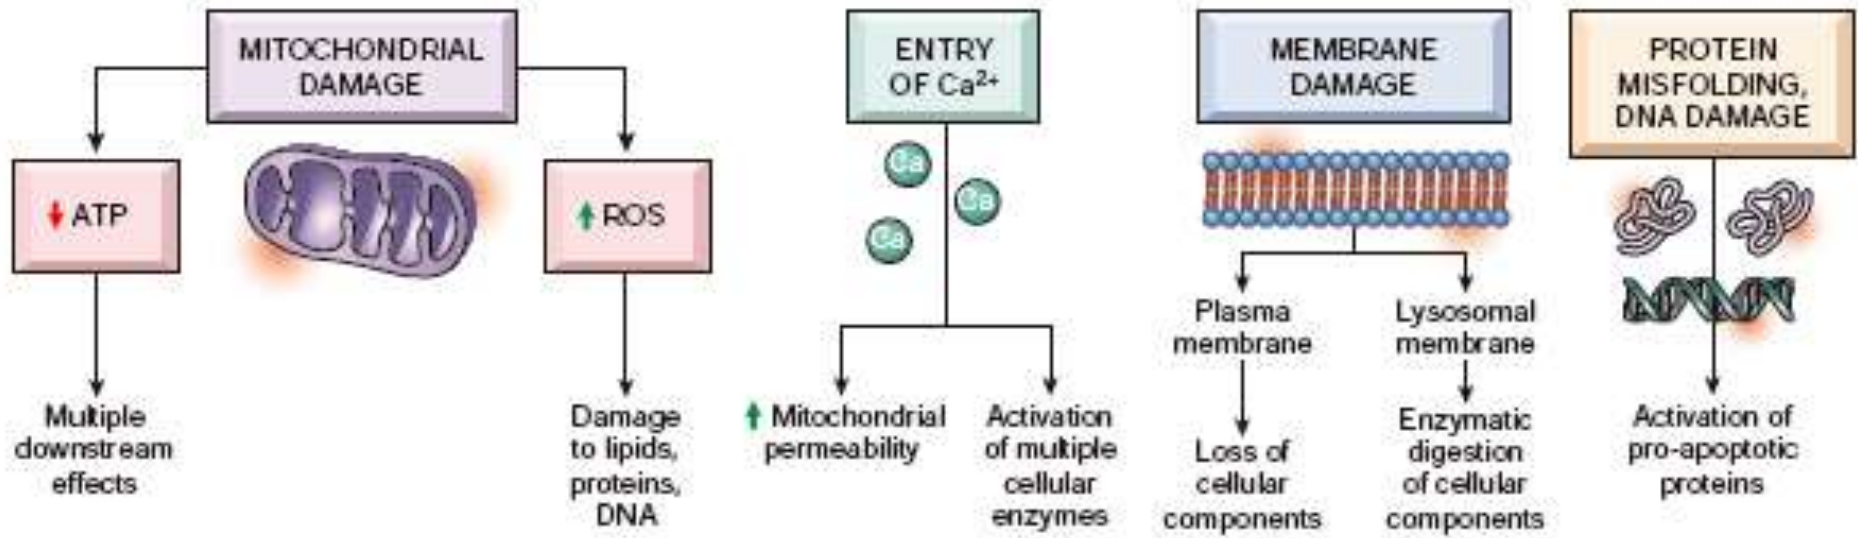 MITOCHONDRIAL
DAMAGE
ATP
ROS
Multiple
downstream
effects
Damage
to lipids,
proteins,
DNA
ENTRY
OF Ca²⁺
Ca
Ca
Ca
Mitochondrial
permeability
Activation
of multiple
cellular
enzymes
MEMBRANE
DAMAGE
Plasma
membrane
Loss of
cellular
components
Lysosomal
membrane
Enzymatic
digestion
of cellular
components
PROTEIN
MISFOLDING,
DNA DAMAGE
Activation of
pro-apoptotic
proteins